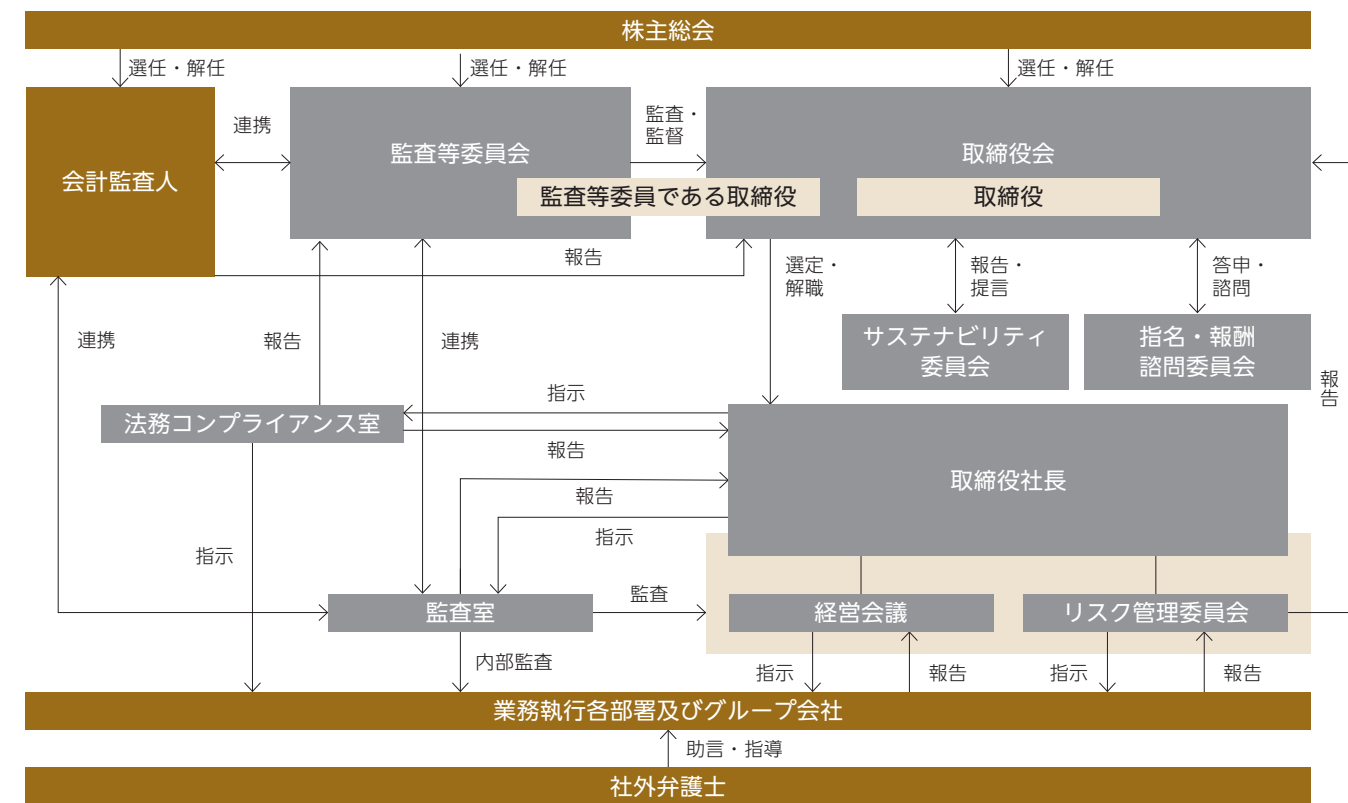 株主総会
選任・解任
選任・解任
選任・解任
会計監査人
連携
監査等委員会
監査・
監督
取締役会
監査等委員である取締役
取締役
報告
選定・
解職
報告・
提言
答申・
諮問
連携
報告
連携
サステナビリティ
委員会
指名・報酬
諮問委員会
報告
指示
法務コンプライアンス室
報告
取締役社長
報告
指示
指示
監査室
監査
経営会議
リスク管理委員会
内部監査
指示
報告
指示
報告
業務執行各部署及びグループ会社
助言・指導
社外弁護士